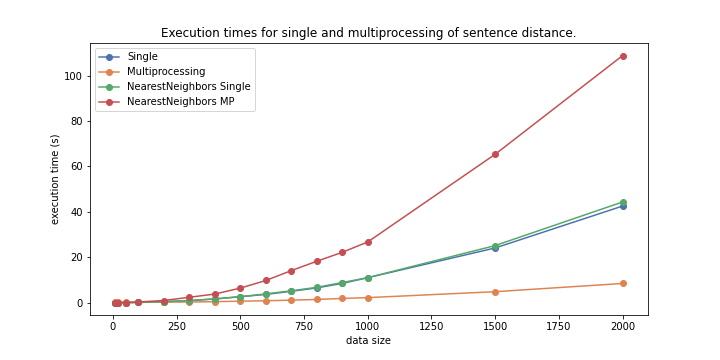 Execution times for single and multiprocessing of sentence distance.
Single
Multiprocessing
NearestNeighbors Single
NearestNeighbors MP
execution time (s)
100
80
60
40
20
0
0 250 500 750 1000 1250 1500 1750 2000
data size